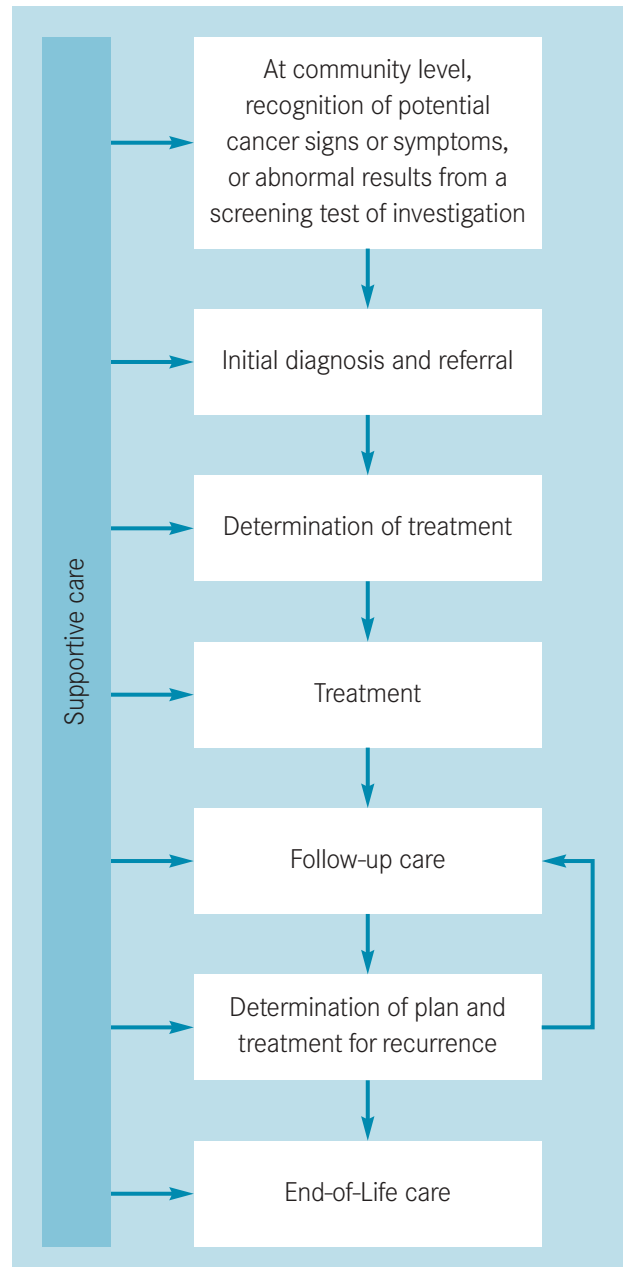 At community level,
recognition of potential
cancer signs or symptoms,
or abnormal results from a
screening test of investigation
Initial diagnosis and referral
Determination of treatment
Supportive care
Treatment
Follow-up care
Determination of plan and
treatment for recurrence
End-of-Life care